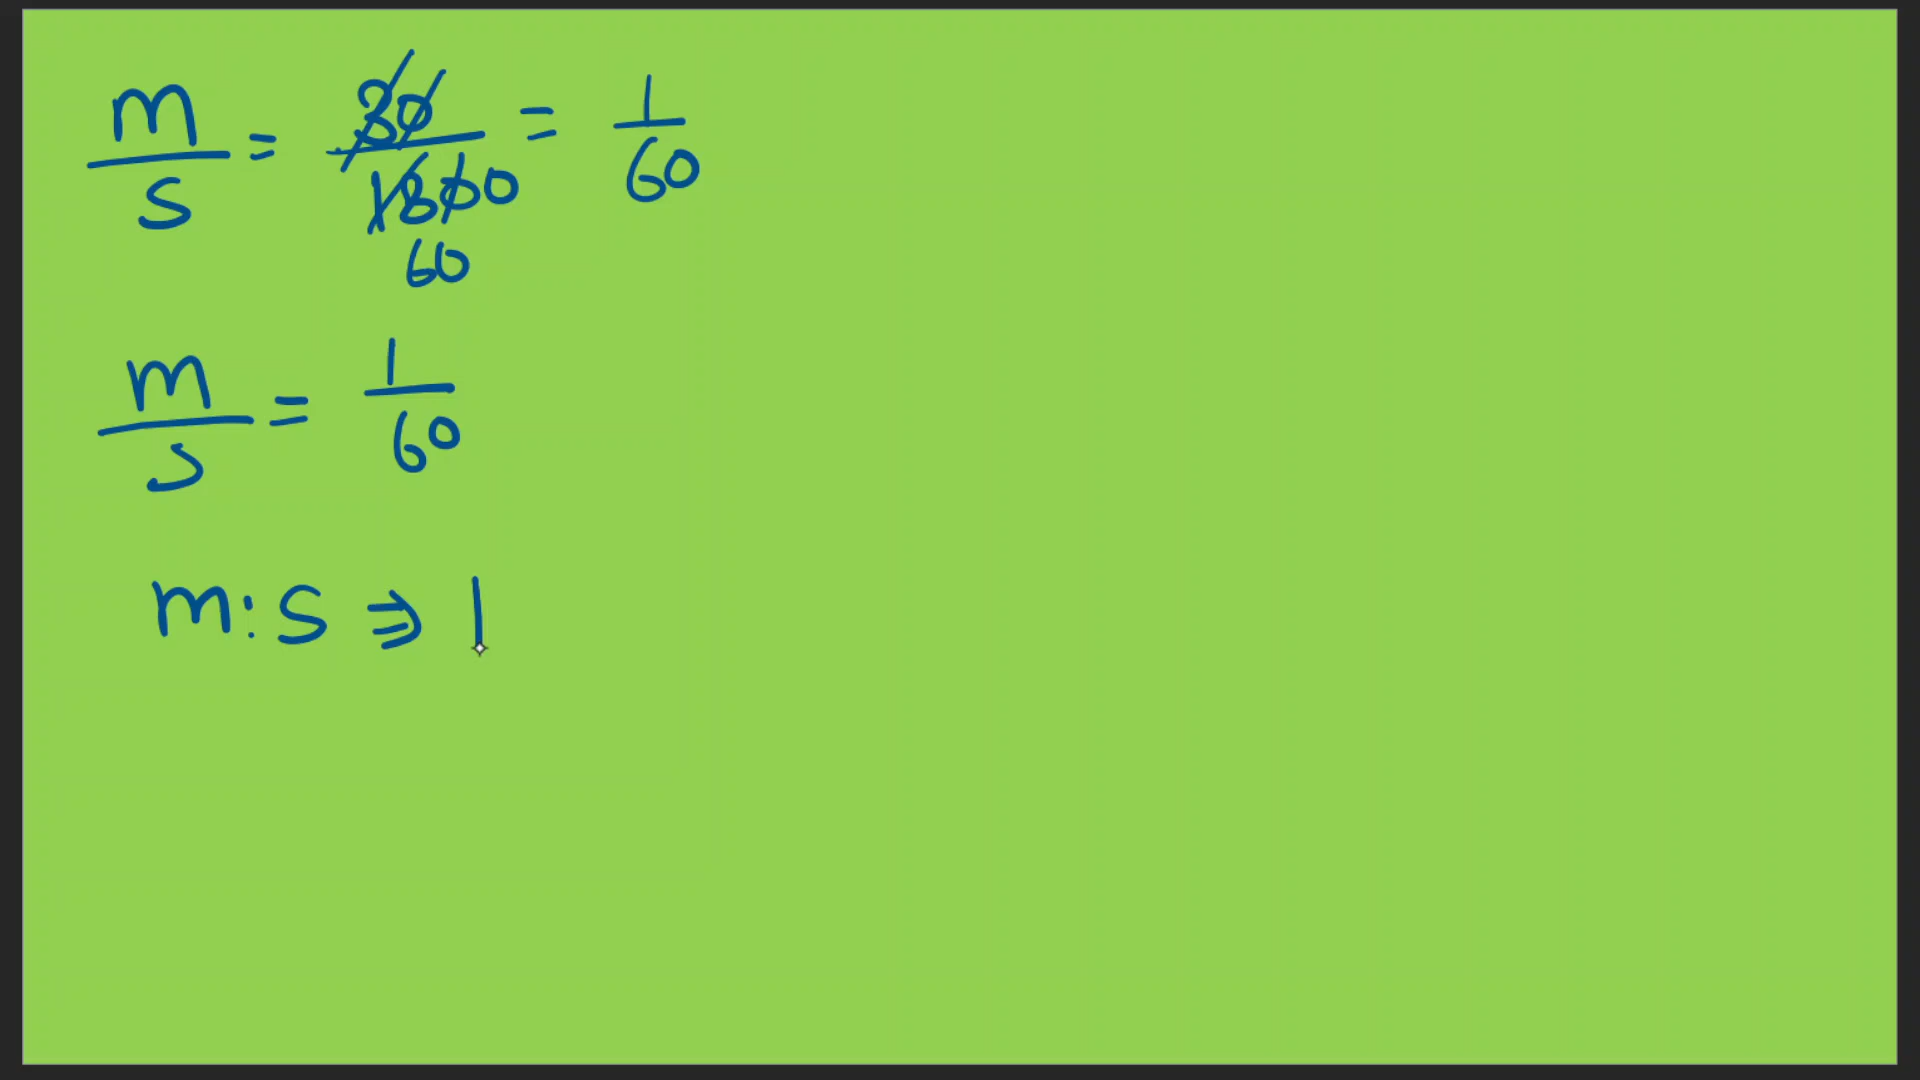 m/s = 30/1800 = 1/60
60
m/s = 1/60
m:s ⇒ 1